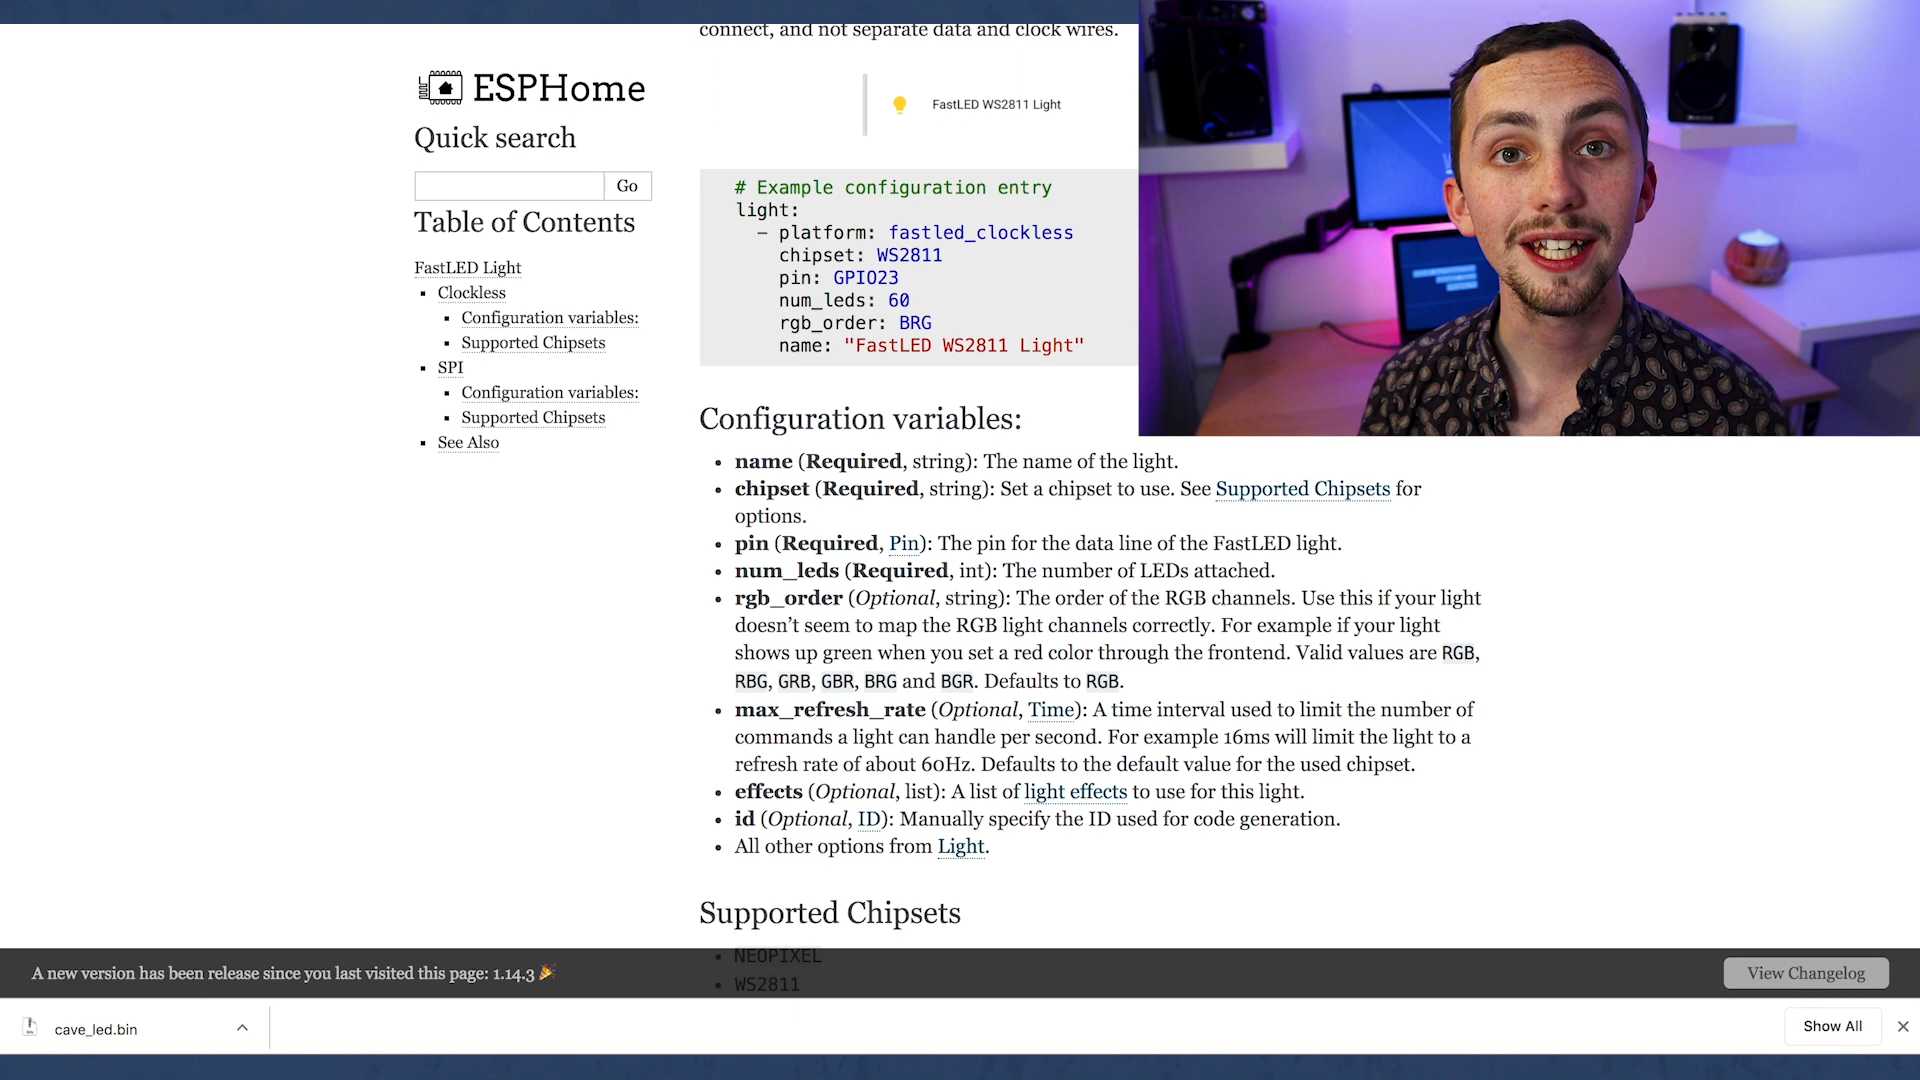 connect, and not separate data and clock wires.
ESPHome
Quick search
Go
Table of Contents
FastLED Light
Clockless
Configuration variables:
Supported Chipsets
SPI
Configuration variables:
Supported Chipsets
See Also
FastLED WS2811 Light
# Example configuration entry
light:
– platform: fastled_clockless
chipset: WS2811
pin: GPIO23
num_leds: 60
rgb_order: BRG
name: "FastLED WS2811 Light"
Configuration variables:
name (Required, string): The name of the light.
chipset (Required, string): Set a chipset to use. See Supported Chipsets for
options.
pin (Required, Pin): The pin for the data line of the FastLED light.
num_leds (Required, int): The number of LEDs attached.
rgb_order (Optional, string): The order of the RGB channels. Use this if your light
doesn't seem to map the RGB light channels correctly. For example if your light
shows up green when you set a red color through the frontend. Valid values are RGB,
RBG, GRB, GBR, BRG and BGR. Defaults to RGB.
max_refresh_rate (Optional, Time): A time interval used to limit the number of
commands a light can handle per second. For example 16ms will limit the light to a
refresh rate of about 60Hz. Defaults to the default value for the used chipset.
effects (Optional, list): A list of light effects to use for this light.
id (Optional, ID): Manually specify the ID used for code generation.
All other options from Light.
Supported Chipsets
NEOPIXEL
WS2811
A new version has been release since you last visited this page: 1.14.3 🎉
View Changelog
cave_led.bin
Show All